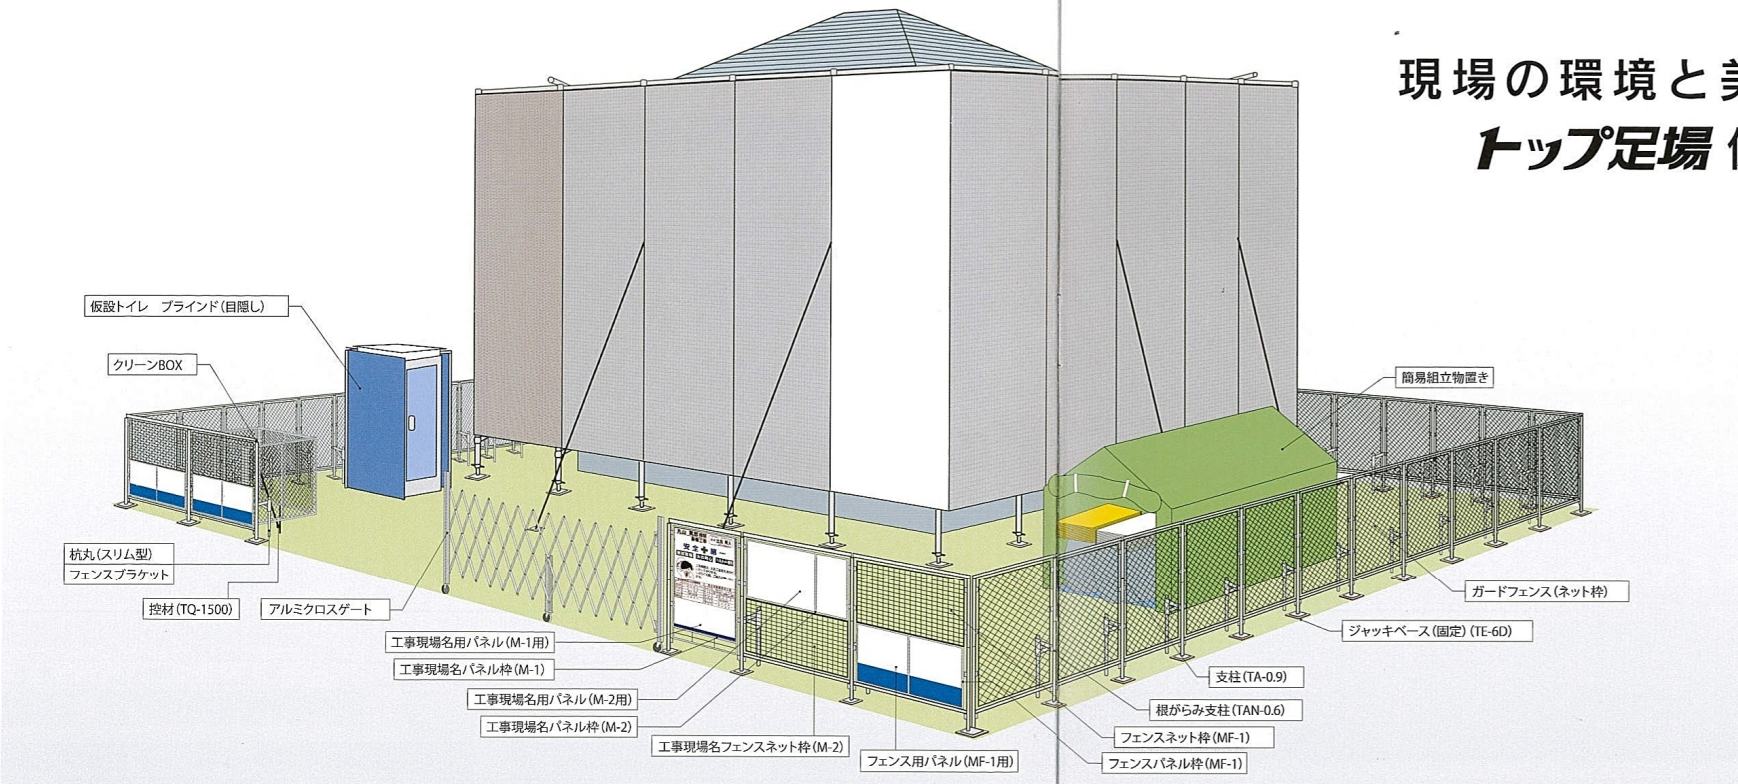 現場の環境と美
トップ足場
仮設トイレ ブラインド(目隠し)
クリーンBOX
簡易組立物置き
杭丸(スリム型)
フェンスブラケット
控材(TQ-1500)
アルミクロスゲート
安全✚第一
ガードフェンス(ネット枠)
ジャッキベース(固定)(TE-6D)
工事現場名用パネル(M-1用)
工事現場名パネル枠(M-1)
工事現場名用パネル(M-2用)
工事現場名パネル枠(M-2)
工事現場名フェンスネット枠(M-2)
フェンス用パネル(MF-1用)
支柱(TA-0.9)
根がらみ支柱(TAN-0.6)
フェンスネット枠(MF-1)
フェンスパネル枠(MF-1)